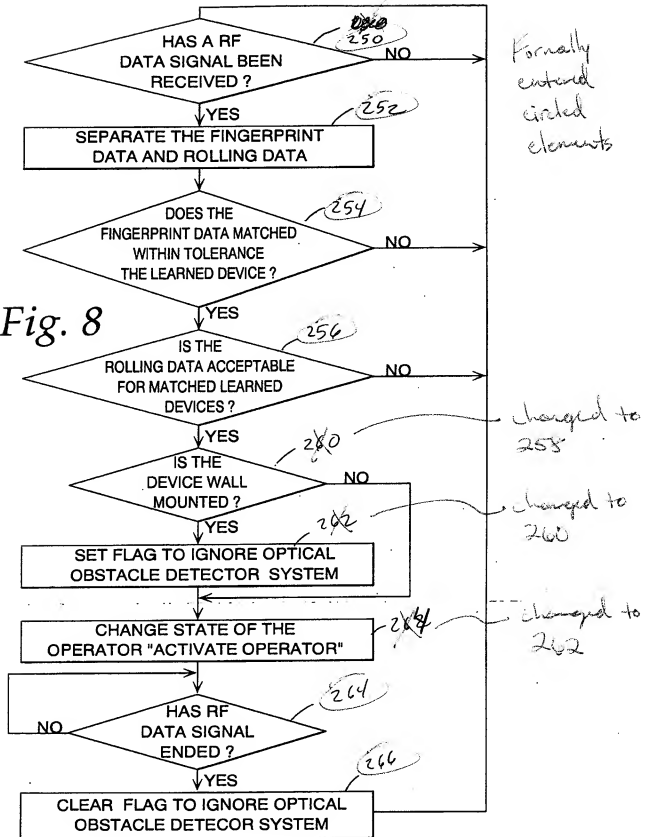 250
HAS A RF
DATA SIGNAL BEEN
RECEIVED ?
NO
Formally
entered
circled
elements
YES
252
SEPARATE THE FINGERPRINT
DATA AND ROLLING DATA
254
DOES THE
FINGERPRINT DATA MATCHED
WITHIN TOLERANCE
THE LEARNED DEVICE ?
NO
YES
Fig. 8
256
IS THE
ROLLING DATA ACCEPTABLE
FOR MATCHED LEARNED
DEVICES ?
NO
YES
260
changed to
258
IS THE
DEVICE WALL
MOUNTED ?
NO
YES
262
changed to
260
SET FLAG TO IGNORE OPTICAL
OBSTACLE DETECTOR SYSTEM
CHANGE STATE OF THE
OPERATOR "ACTIVATE OPERATOR"
changed to
262
264
HAS RF
DATA SIGNAL
ENDED ?
NO
YES
266
CLEAR FLAG TO IGNORE OPTICAL
OBSTACLE DETECOR SYSTEM